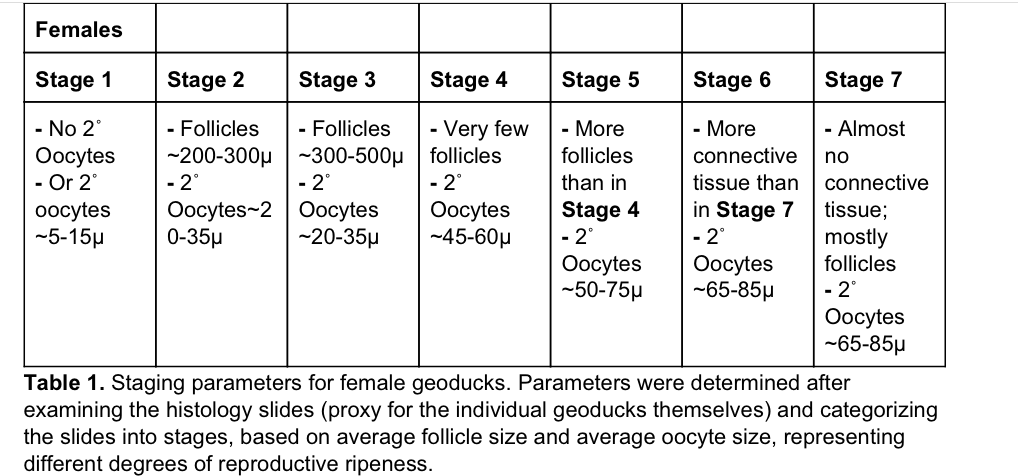 Females
Stage 1
Stage 2
Stage 3
Stage 4
Stage 5
Stage 6
Stage 7
- No 2°
Oocytes
- Or 2°
oocytes
~5-15µ
- Follicles
~200-300µ
- 2°
Oocytes~2
0-35µ
- Follicles
~300-500µ
- 2°
Oocytes
~20-35µ
- Very few
follicles
- 2°
Oocytes
~45-60µ
- More
follicles
than in
Stage 4
- 2°
Oocytes
~50-75µ
- More
connective
tissue than
in Stage 7
- 2°
Oocytes
~65-85µ
- Almost
no
connective
tissue;
mostly
follicles
- 2°
Oocytes
~65-85µ
Table 1. Staging parameters for female geoducks. Parameters were determined after
examining the histology slides (proxy for the individual geoducks themselves) and categorizing
the slides into stages, based on average follicle size and average oocyte size, representing
different degrees of reproductive ripeness.